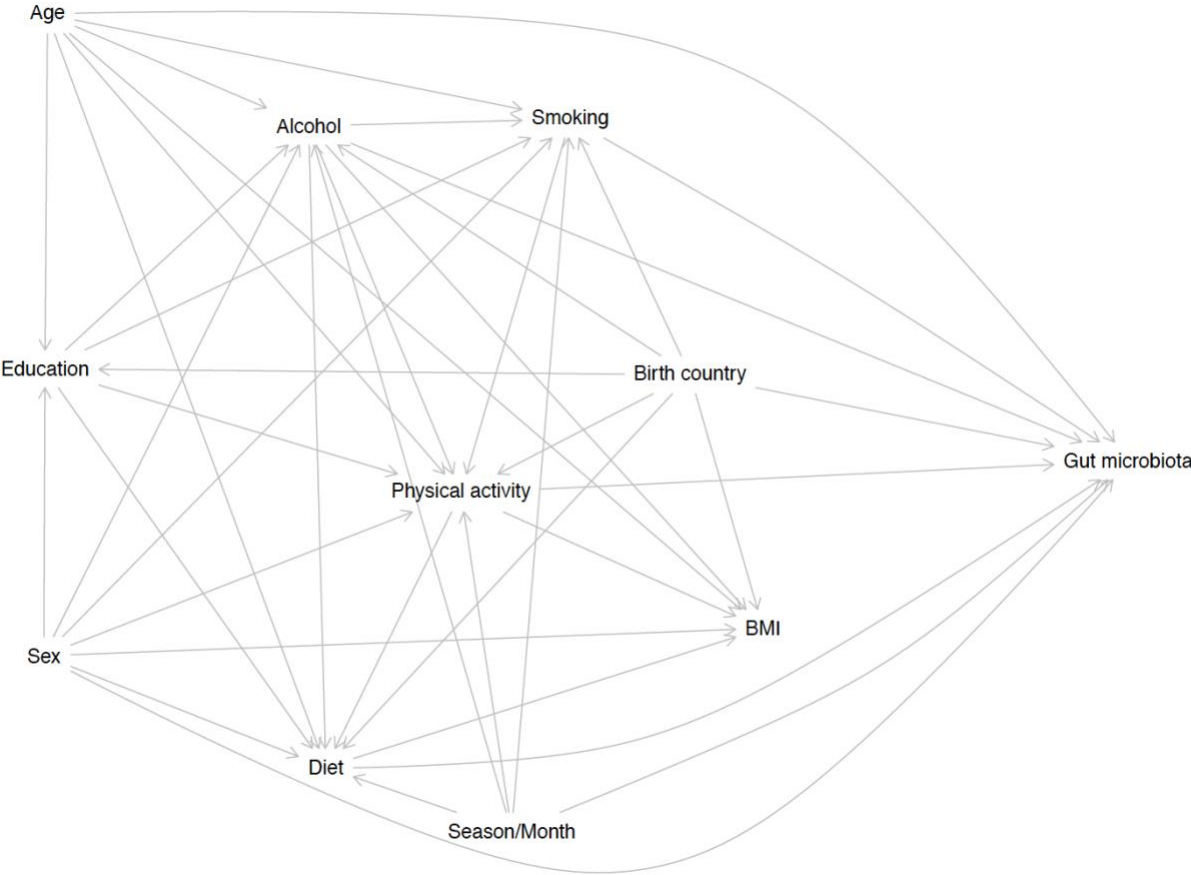 Age
Alcohol
Smoking
Education
Birth country
Gut microbiota
Physical activity
BMI
Sex
Diet
Season/Month